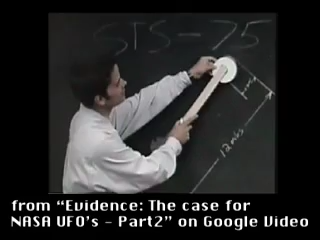 STS-75
12 miles
from “Evidence: The case for
NASA UFO's - Part2” on Google Video